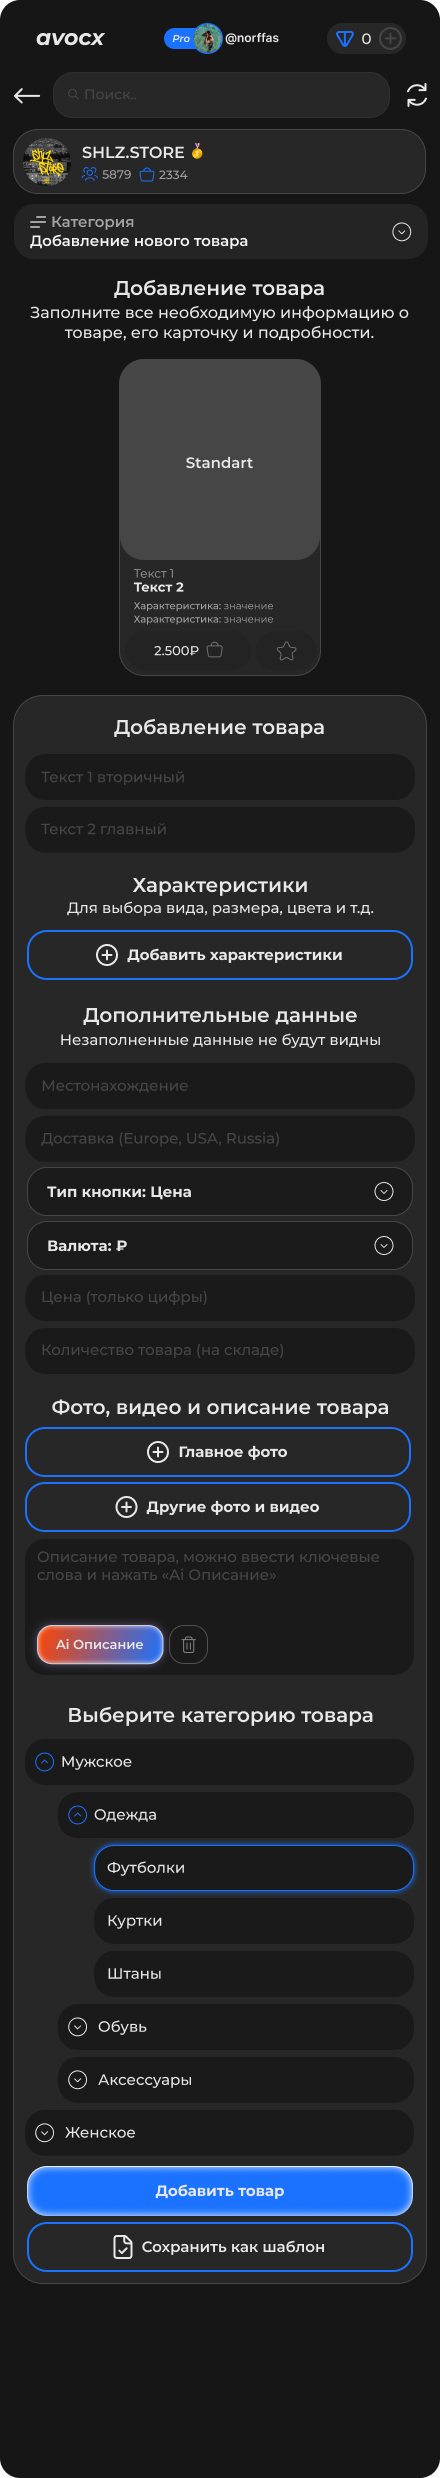 avocx
Pro @norffas 0
Поиск..
SHLZ.STORE
5879 2334
Категория
Добавление нового товара
Добавление товара
Заполните все необходимую информацию о
товаре, его карточку и подробности.
Standart
Текст 1
Текст 2
Характеристика: значение
Характеристика: значение
2.500₽
Добавление товара
Текст 1 вторичный
Текст 2 главный
Характеристики
Для выбора вида, размера, цвета и т.д.
Добавить характеристики
Дополнительные данные
Незаполненные данные не будут видны
Местонахождение
Доставка (Europe, USA, Russia)
Тип кнопки: Цена
Валюта: ₽
Цена (только цифры)
Количество товара (на складе)
Фото, видео и описание товара
Главное фото
Другие фото и видео
Описание товара, можно ввести ключевые
слова и нажать «Ai Описание»
Ai Описание
Выберите категорию товара
Мужское
Одежда
Футболки
Куртки
Штаны
Обувь
Аксессуары
Женское
Добавить товар
Сохранить как шаблон